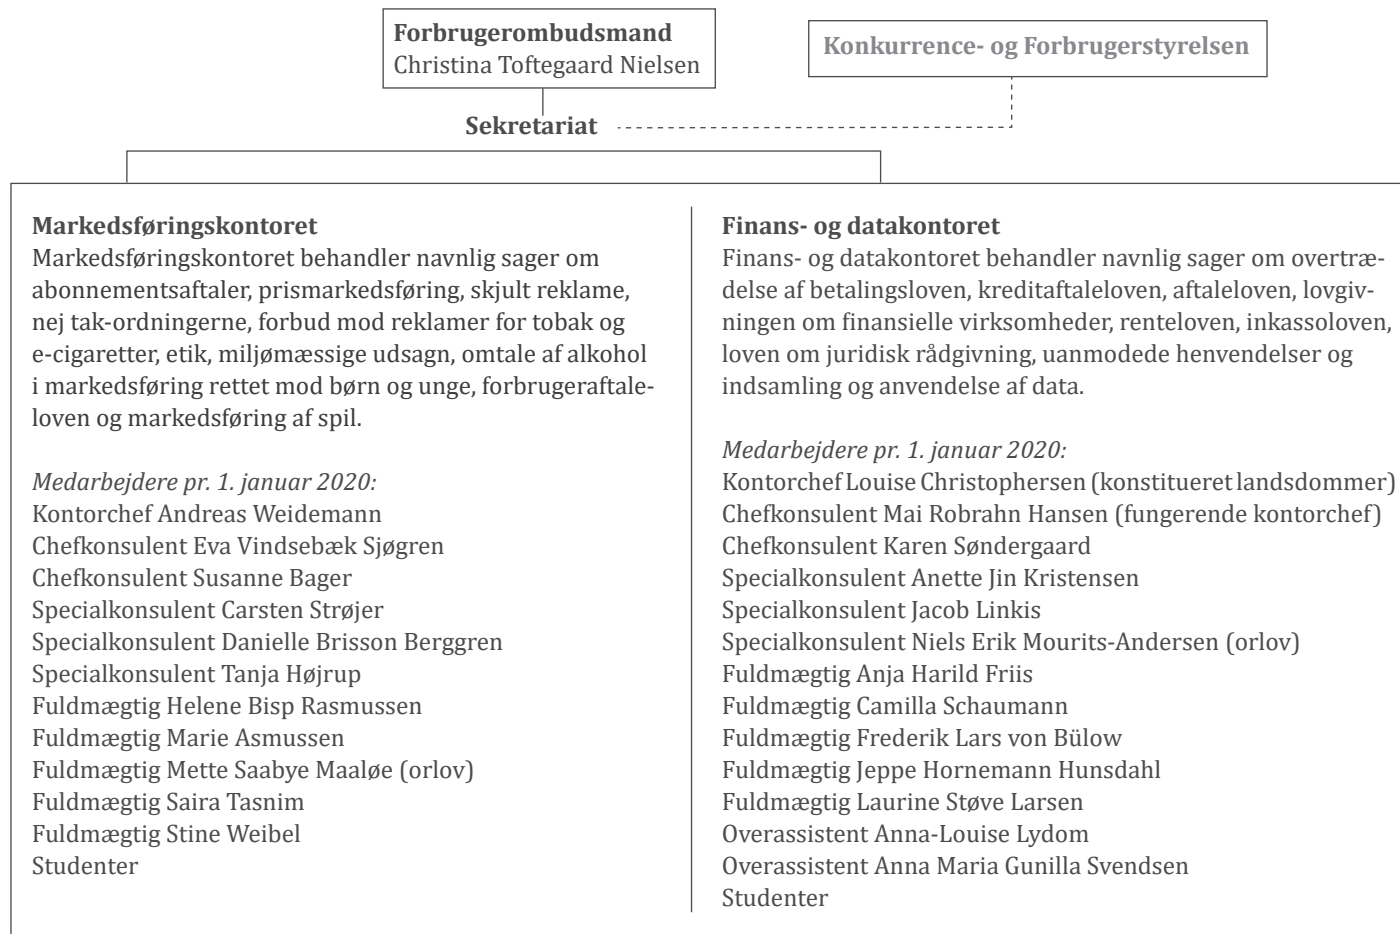 Forbrugerombudsmand
Christina Toftegaard Nielsen
Konkurrence- og Forbrugerstyrelsen
Sekretariat
Markedsføringskontoret
Markedsføringskontoret behandler navnlig sager om
abonnementsaftaler, prismarkedsføring, skjult reklame,
nej tak-ordningerne, forbud mod reklamer for tobak og
e-cigaretter, etik, miljømæssige udsagn, omtale af alkohol
i markedsføring rettet mod børn og unge, forbrugeraftale-
loven og markedsføring af spil.
Medarbejdere pr. 1. januar 2020:
Kontorchef Andreas Weidemann
Chefkonsulent Eva Vindsebæk Sjøgren
Chefkonsulent Susanne Bager
Specialkonsulent Carsten Strøjer
Specialkonsulent Danielle Brisson Berggren
Specialkonsulent Tanja Højrup
Fuldmægtig Helene Bisp Rasmussen
Fuldmægtig Marie Asmussen
Fuldmægtig Mette Saabye Maaløe (orlov)
Fuldmægtig Saira Tasnim
Fuldmægtig Stine Weibel
Studenter
Finans- og datakontoret
Finans- og datakontoret behandler navnlig sager om overtræ-
delse af betalingsloven, kreditaftaleloven, aftaleloven, lovgiv-
ningen om finansielle virksomheder, renteloven, inkassoloven,
loven om juridisk rådgivning, uanmodede henvendelser og
indsamling og anvendelse af data.
Medarbejdere pr. 1. januar 2020:
Kontorchef Louise Christophersen (konstitueret landsdommer)
Chefkonsulent Mai Robrahn Hansen (fungerende kontorchef)
Chefkonsulent Karen Søndergaard
Specialkonsulent Anette Jin Kristensen
Specialkonsulent Jacob Linkis
Specialkonsulent Niels Erik Mourits-Andersen (orlov)
Fuldmægtig Anja Harild Friis
Fuldmægtig Camilla Schaumann
Fuldmægtig Frederik Lars von Bülow
Fuldmægtig Jeppe Hornemann Hunsdahl
Fuldmægtig Laurine Støve Larsen
Overassistent Anna-Louise Lydom
Overassistent Anna Maria Gunilla Svendsen
Studenter